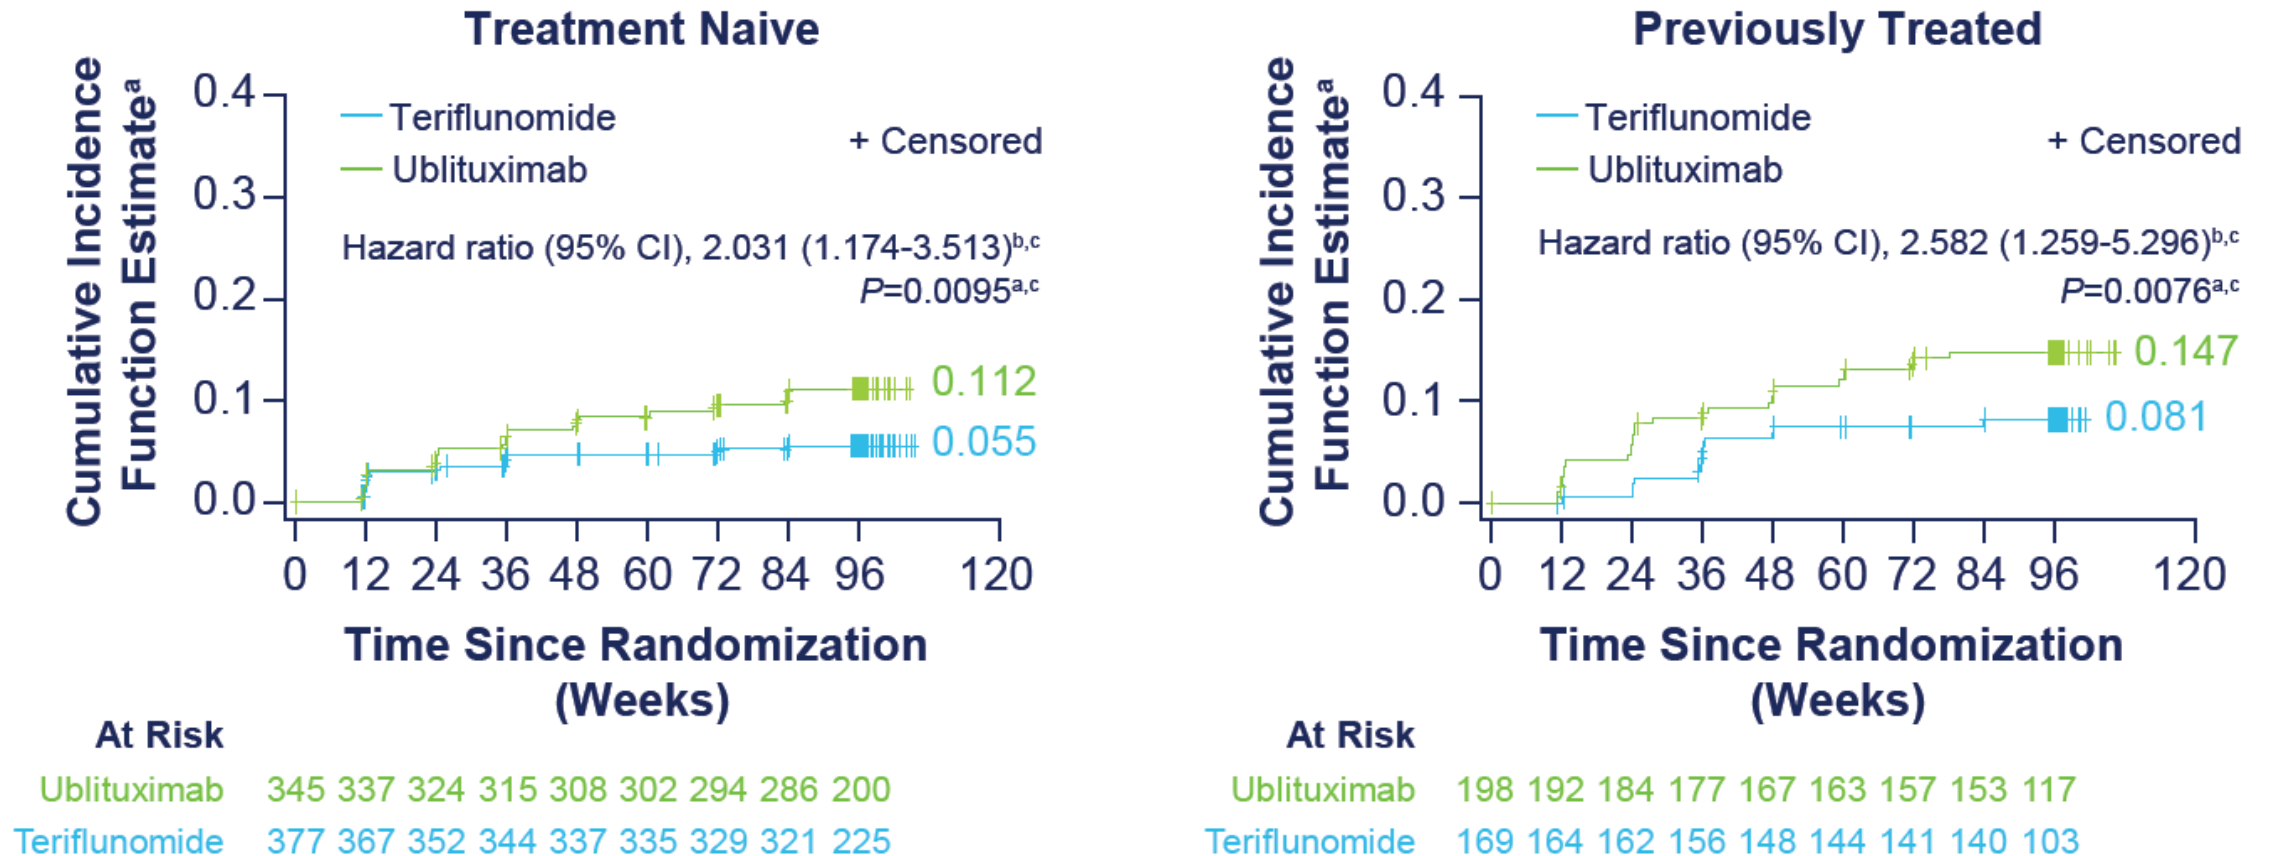 Treatment Naive
Cumulative Incidence
Function Estimateᵃ
0.4
0.3
0.2
0.1
0.0
Teriflunomide
Ublituximab
+ Censored
Hazard ratio (95% CI), 2.031 (1.174-3.513)ᵇ,ᶜ
P=0.0095ᵃ,ᶜ
0.112
0.055
0 12 24 36 48 60 72 84 96 120
Time Since Randomization
(Weeks)
At Risk
Ublituximab 345 337 324 315 308 302 294 286 200
Teriflunomide 377 367 352 344 337 335 329 321 225
Previously Treated
Cumulative Incidence
Function Estimateᵃ
0.4
0.3
0.2
0.1
0.0
Teriflunomide
Ublituximab
+ Censored
Hazard ratio (95% CI), 2.582 (1.259-5.296)ᵇ,ᶜ
P=0.0076ᵃ,ᶜ
0.147
0.081
0 12 24 36 48 60 72 84 96 120
Time Since Randomization
(Weeks)
At Risk
Ublituximab 198 192 184 177 167 163 157 153 117
Teriflunomide 169 164 162 156 148 144 141 140 103